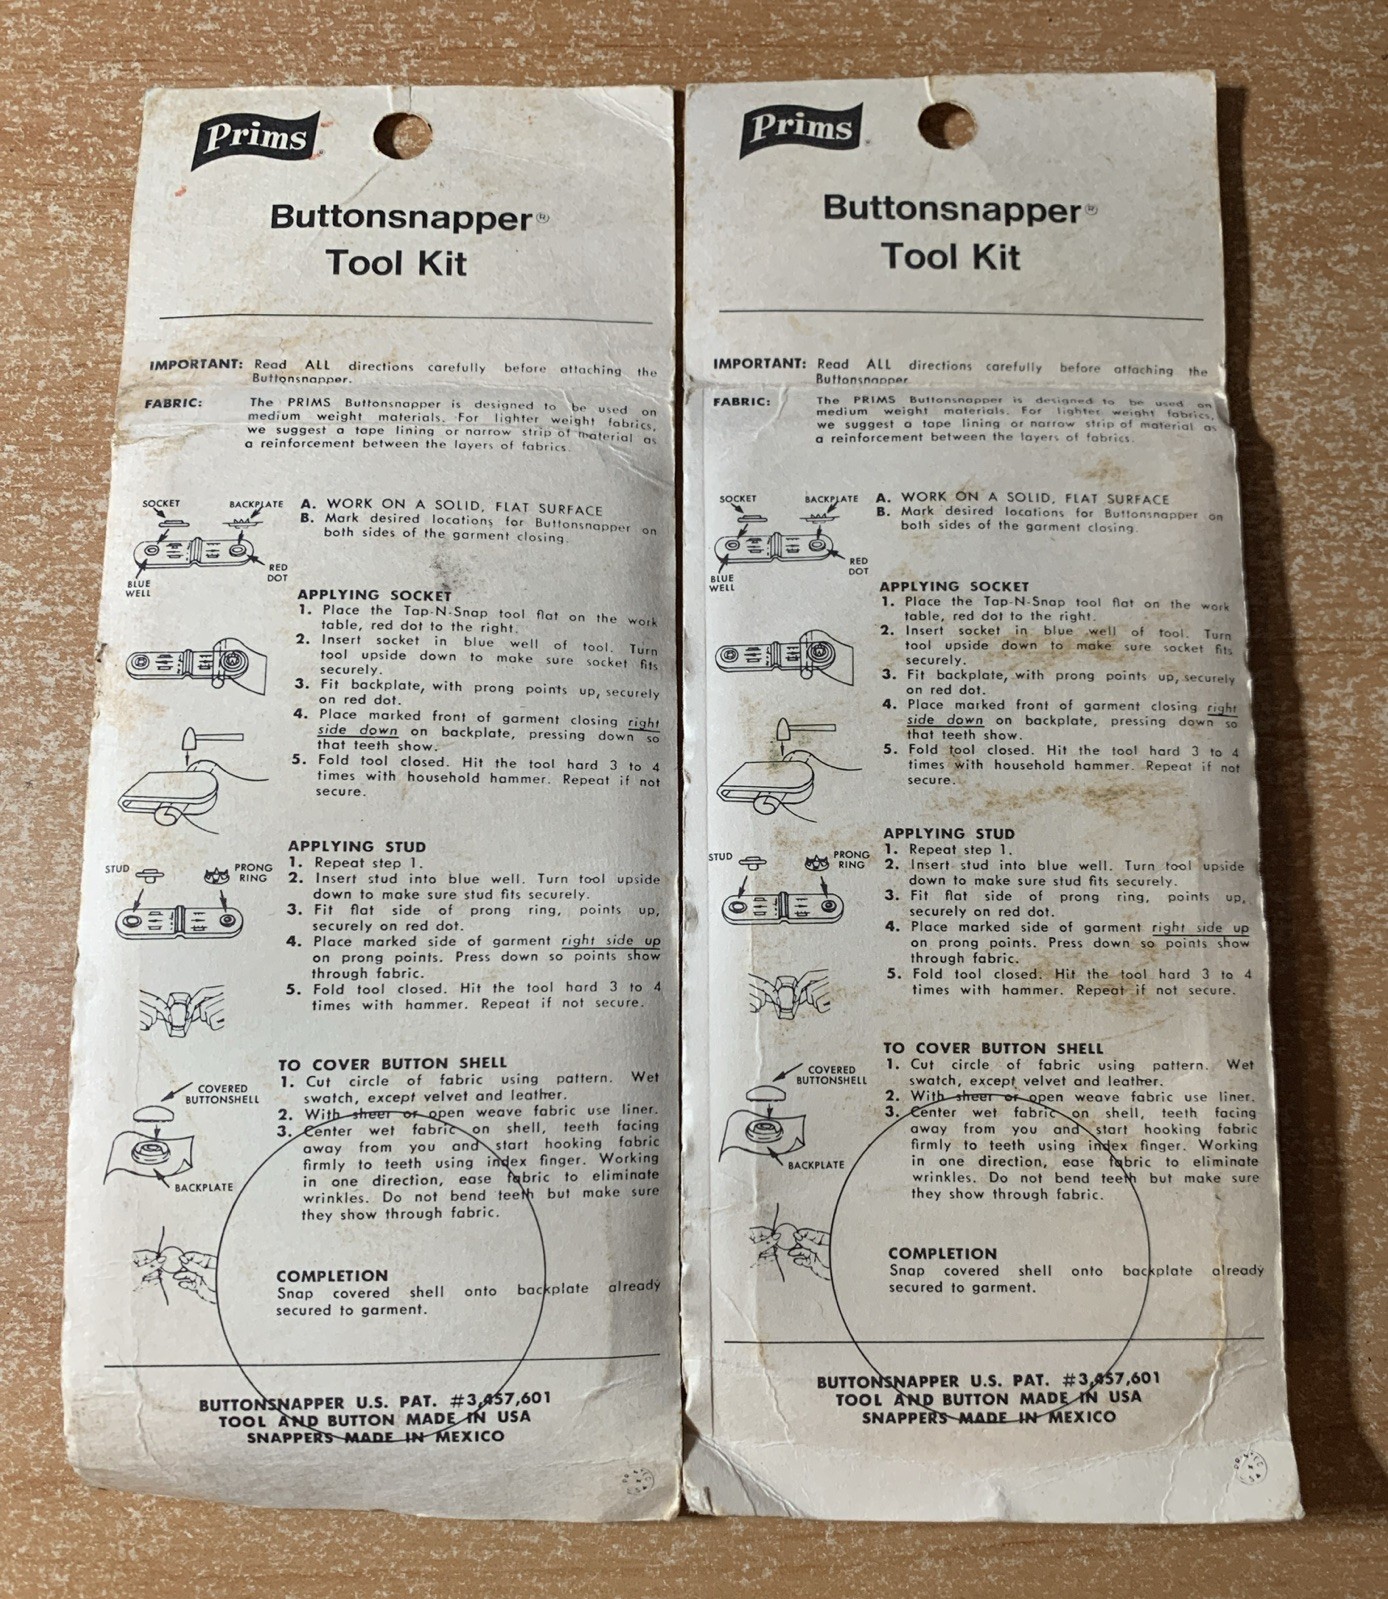 Prims
Buttonsnapper®
Tool Kit
IMPORTANT: Read ALL directions carefully before attaching the
Buttonsnapper.
FABRIC: The PRIMS Buttonsnapper is designed to be used on
medium weight materials. For lighter weight fabrics,
we suggest a tape lining or narrow strip of material as
a reinforcement between the layers of fabrics.
SOCKET
BACKPLATE
BLUE
WELL
RED
DOT
A. WORK ON A SOLID, FLAT SURFACE
B. Mark desired locations for Buttonsnapper on
both sides of the garment closing.
APPLYING SOCKET
1. Place the Tap-N-Snap tool flat on the work
table, red dot to the right.
2. Insert socket in blue well of tool. Turn
tool upside down to make sure socket fits
securely.
3. Fit backplate, with prong points up, securely
on red dot.
4. Place marked front of garment closing right
side down on backplate, pressing down so
that teeth show.
5. Fold tool closed. Hit the tool hard 3 to 4
times with household hammer. Repeat if not
secure.
STUD
PRONG
RING
APPLYING STUD
1. Repeat step 1.
2. Insert stud into blue well. Turn tool upside
down to make sure stud fits securely.
3. Fit flat side of prong ring, points up,
securely on red dot.
4. Place marked side of garment right side up
on prong points. Press down so points show
through fabric.
5. Fold tool closed. Hit the tool hard 3 to 4
times with hammer. Repeat if not secure.
COVERED
BUTTONSHELL
BACKPLATE
TO COVER BUTTON SHELL
1. Cut circle of fabric using pattern. Wet
swatch, except velvet and leather.
2. With sheer or open weave fabric use liner.
3. Center wet fabric on shell, teeth facing
away from you and start hooking fabric
firmly to teeth using index finger. Working
in one direction, ease fabric to eliminate
wrinkles. Do not bend teeth but make sure
they show through fabric.
COMPLETION
Snap covered shell onto backplate already
secured to garment.
BUTTONSNAPPER U.S. PAT. #3,457,601
TOOL AND BUTTON MADE IN USA
SNAPPERS MADE IN MEXICO
Prims
Buttonsnapper®
Tool Kit
IMPORTANT: Read ALL directions carefully before attaching the
Buttonsnapper
FABRIC: The PRIMS Buttonsnapper is designed to be used on
medium weight materials. For lighter weight fabrics,
we suggest a tape lining or narrow strip of material as
a reinforcement between the layers of fabrics.
SOCKET
BACKPLATE
BLUE
WELL
RED
DOT
A. WORK ON A SOLID, FLAT SURFACE
B. Mark desired locations for Buttonsnapper on
both sides of the garment closing.
APPLYING SOCKET
1. Place the Tap-N-Snap tool flat on the work
table, red dot to the right.
2. Insert socket in blue well of tool. Turn
tool upside down to make sure socket fits
securely.
3. Fit backplate, with prong points up, securely
on red dot.
4. Place marked front of garment closing right
side down on backplate, pressing down so
that teeth show.
5. Fold tool closed. Hit the tool hard 3 to 4
times with household hammer. Repeat if not
secure.
STUD
PRONG
RING
APPLYING STUD
1. Repeat step 1.
2. Insert stud into blue well. Turn tool upside
down to make sure stud fits securely.
3. Fit flat side of prong ring, points up,
securely on red dot.
4. Place marked side of garment right side up
on prong points. Press down so points show
through fabric.
5. Fold tool closed. Hit the tool hard 3 to 4
times with hammer. Repeat if not secure.
COVERED
BUTTONSHELL
BACKPLATE
TO COVER BUTTON SHELL
1. Cut circle of fabric using pattern. Wet
swatch, except velvet and leather.
2. With sheer or open weave fabric use liner.
3. Center wet fabric on shell, teeth facing
away from you and start hooking fabric
firmly to teeth using index finger. Working
in one direction, ease fabric to eliminate
wrinkles. Do not bend teeth but make sure
they show through fabric.
COMPLETION
Snap covered shell onto backplate already
secured to garment.
BUTTONSNAPPER U.S. PAT. #3,457,601
TOOL AND BUTTON MADE IN USA
SNAPPERS MADE IN MEXICO